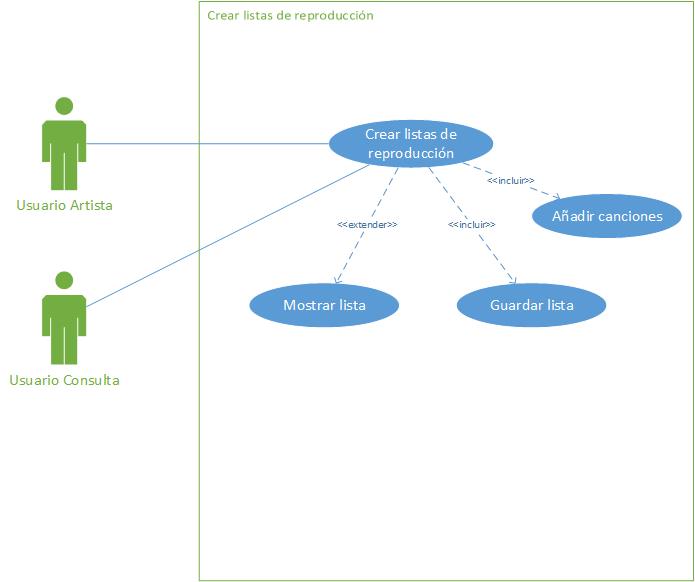 Crear listas de reproducción
Crear listas de
reproducción
<<incluir>>
Usuario Artista
Añadir canciones
<<extender>>
<<incluir>>
Mostrar lista
Guardar lista
Usuario Consulta